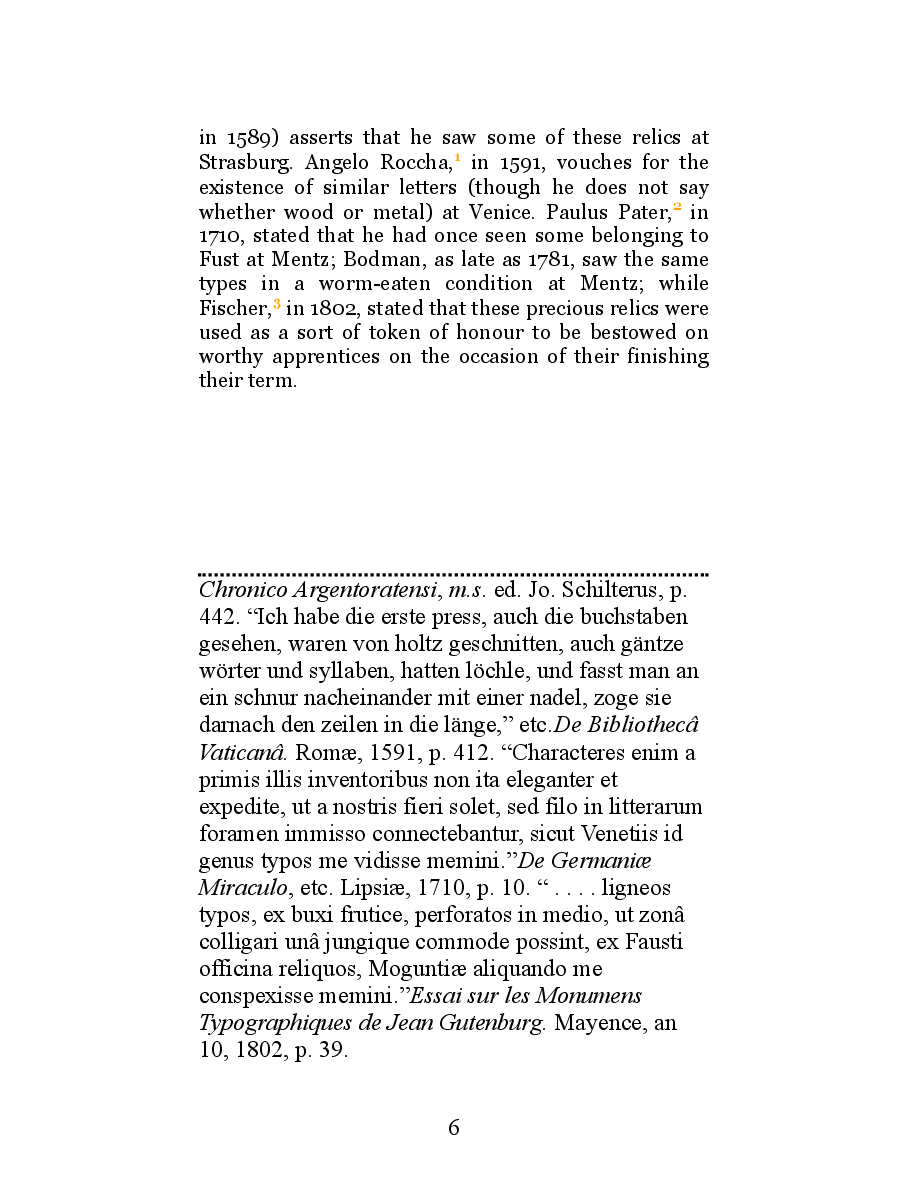 in 1589) asserts that he saw some of these relics at
Strasburg. Angelo Roccha,1 in 1591, vouches for the
existence of similar letters (though he does not say
whether wood or metal) at Venice. Paulus Pater,2 in
1710, stated that he had once seen some belonging to
Fust at Mentz; Bodman, as late as 1781, saw the same
types in a worm-eaten condition at Mentz; while
Fischer,3 in 1802, stated that these precious relics were
used as a sort of token of honour to be bestowed on
worthy apprentices on the occasion of their finishing
their term.
Chronico Argentoratensi, m.s. ed. Jo. Schilterus, p.
442. “Ich habe die erste press, auch die buchstaben
gesehen, waren von holtz geschnitten, auch gäntze
wörter und syllaben, hatten löchle, und fasst man an
ein schnur nacheinander mit einer nadel, zoge sie
darnach den zeilen in die länge,” etc.De Bibliothecâ
Vaticanâ. Romæ, 1591, p. 412. “Characteres enim a
primis illis inventoribus non ita eleganter et
expedite, ut a nostris fieri solet, sed filo in litterarum
foramen immisso connectebantur, sicut Venetiis id
genus typos me vidisse memini.”De Germaniæ
Miraculo, etc. Lipsiæ, 1710, p. 10. “ . . . . ligneos
typos, ex buxi frutice, perforatos in medio, ut zonâ
colligari unâ jungique commode possint, ex Fausti
officina reliquos, Moguntiæ aliquando me
conspexisse memini.”Essai sur les Monumens
Typographiques de Jean Gutenburg. Mayence, an
10, 1802, p. 39.
6